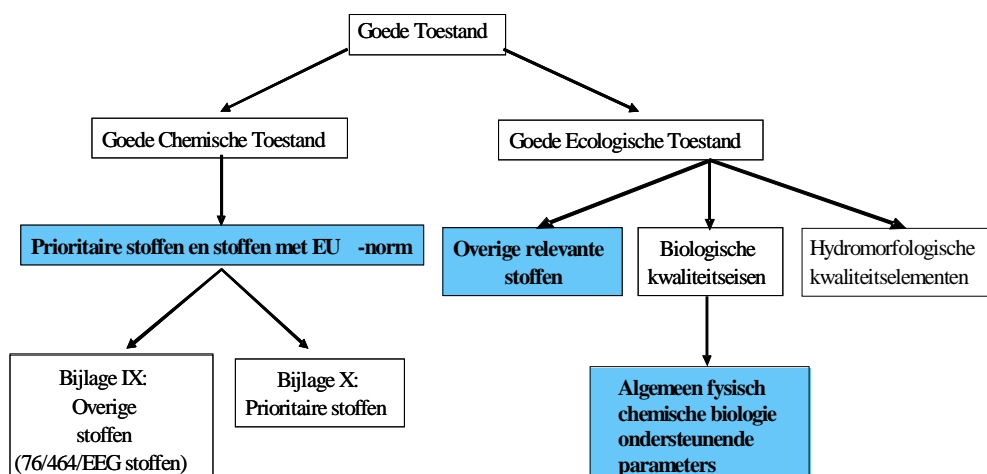 Goede Toestand
Goede Chemische Toestand
Goede Ecologische Toestand
Prioritaire stoffen en stoffen met EU -norm
Overige relevante
stoffen
Biologische
kwaliteitseisen
Hydromorfologische
kwaliteitselementen
Bijlage IX:
Overige
stoffen
(76/464/EEG stoffen)
Bijlage X:
Prioritaire stoffen
Algemeen fysisch
chemische biologie
ondersteunende
parameters